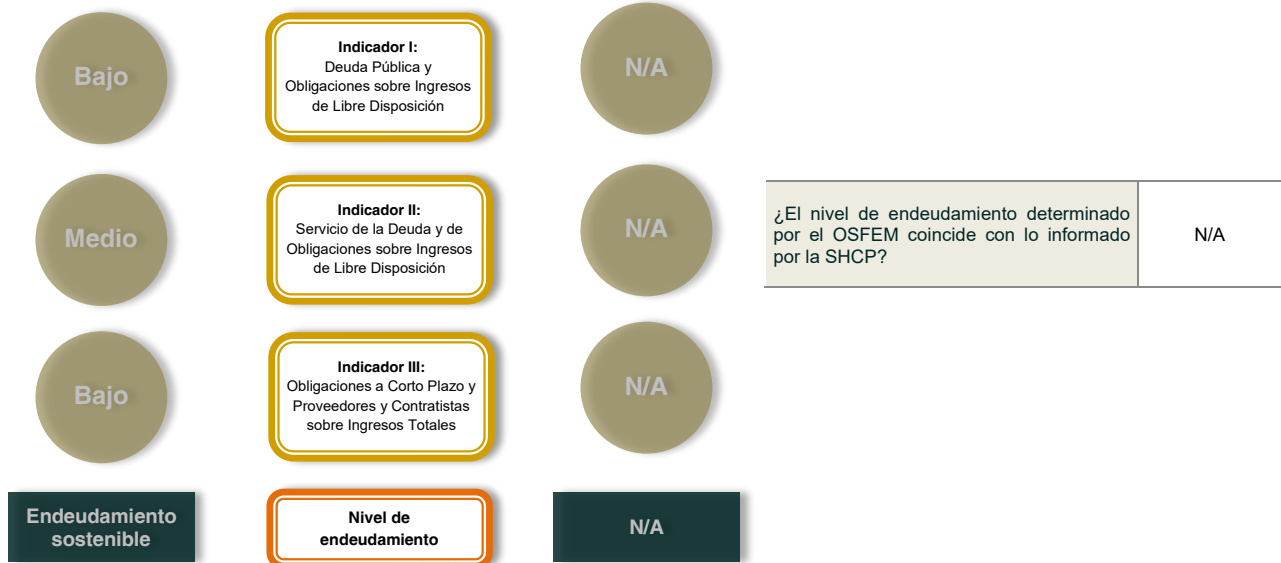 Bajo
Indicador I:
Deuda Pública y
Obligaciones sobre Ingresos
de Libre Disposición
N/A
Medio
Indicador II:
Servicio de la Deuda y de
Obligaciones sobre Ingresos
de Libre Disposición
N/A
¿El nivel de endeudamiento determinado
por el OSFEM coincide con lo informado
por la SHCP?
N/A
Bajo
Indicador III:
Obligaciones a Corto Plazo y
Proveedores y Contratistas
sobre Ingresos Totales
N/A
Endeudamiento
sostenible
Nivel de
endeudamiento
N/A